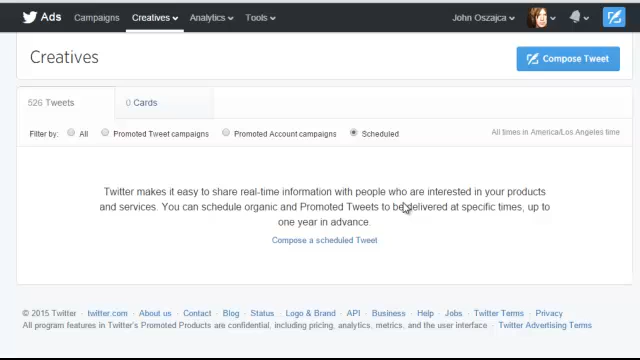 Ads Campaigns Creatives Analytics Tools John Oszajca
Creatives
Compose Tweet
526 Tweets 0 Cards
Filter by: All Promoted Tweet campaigns Promoted Account campaigns Scheduled All times in America/Los Angeles time
Twitter makes it easy to share real-time information with people who are interested in your products
and services. You can schedule organic and Promoted Tweets to be delivered at specific times, up to
one year in advance.
Compose a scheduled Tweet
© 2015 Twitter twitter.com About us Contact Blog Status Logo & Brand API Business Help Jobs Twitter Terms Privacy
All program features in Twitter's Promoted Products are confidential, including pricing, analytics, metrics, and the user interface · Twitter Advertising Terms